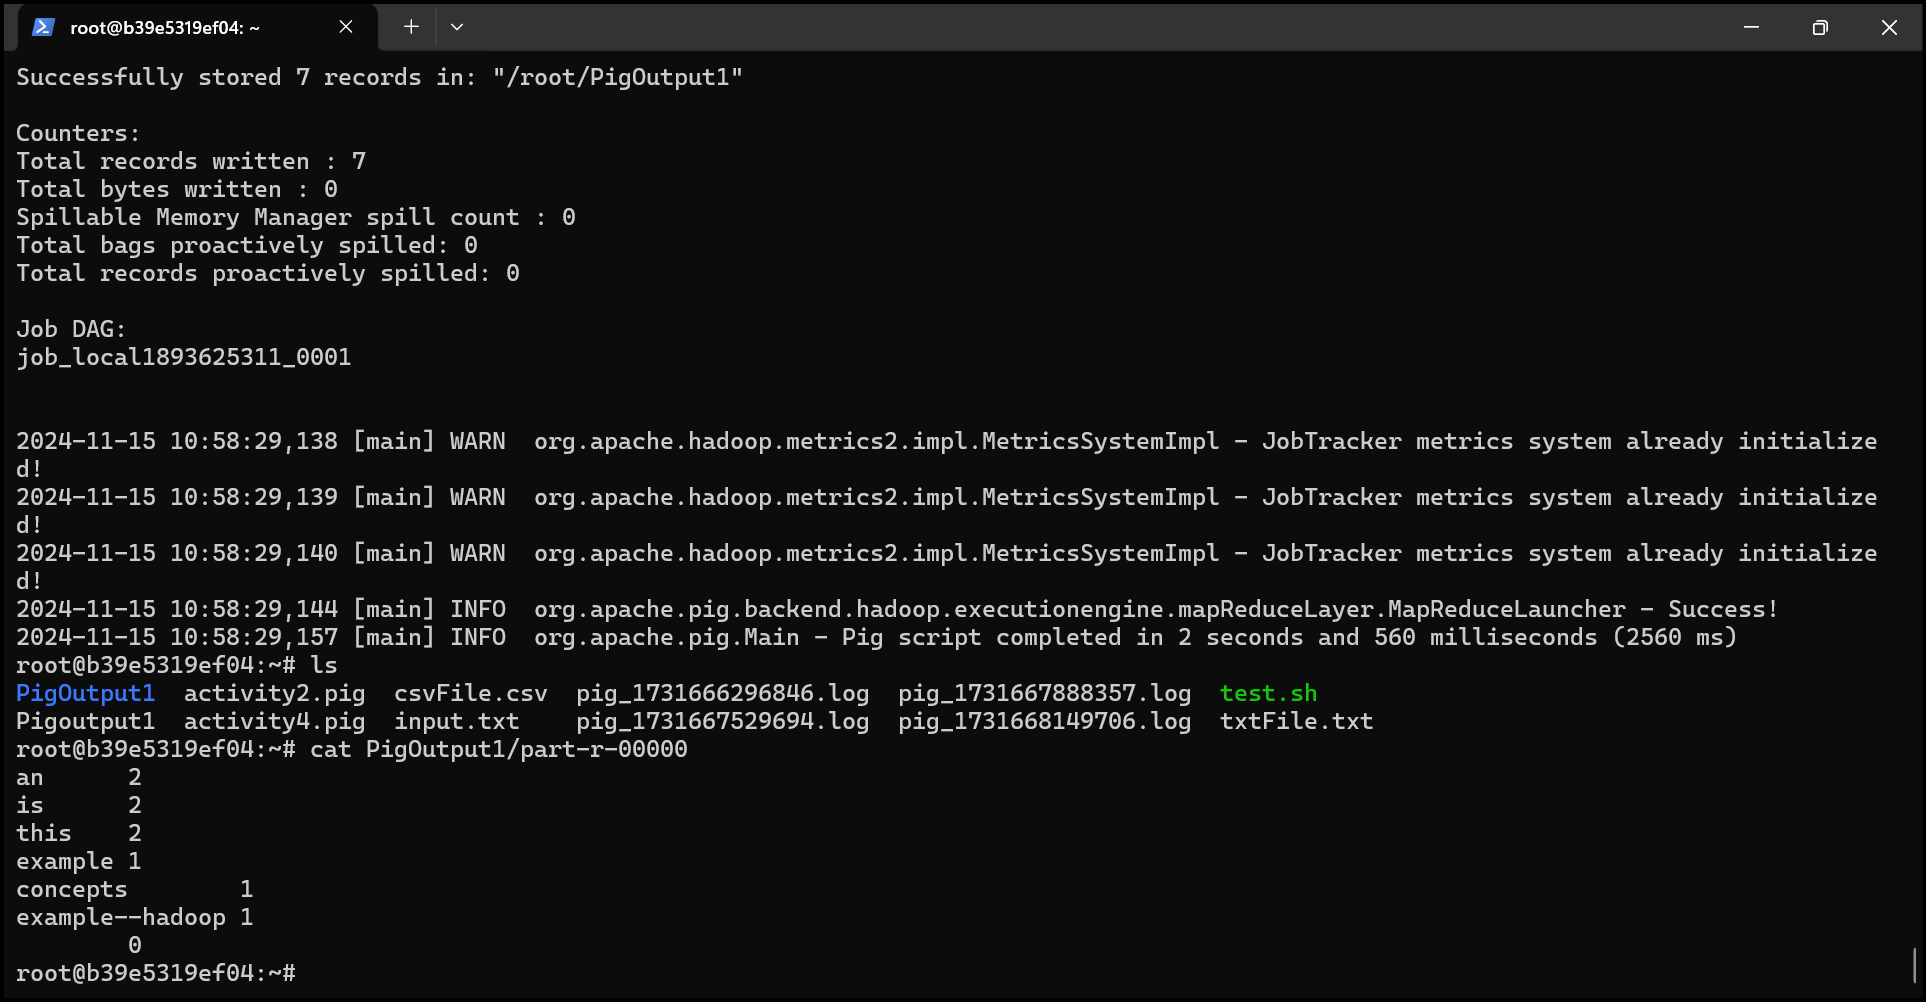 root@b39e5319ef04: ~
Successfully stored 7 records in: "/root/PigOutput1"
Counters:
Total records written : 7
Total bytes written : 0
Spillable Memory Manager spill count : 0
Total bags proactively spilled: 0
Total records proactively spilled: 0
Job DAG:
job_local1893625311_0001
2024-11-15 10:58:29,138 [main] WARN  org.apache.hadoop.metrics2.impl.MetricsSystemImpl - JobTracker metrics system already initialize
d!
2024-11-15 10:58:29,139 [main] WARN  org.apache.hadoop.metrics2.impl.MetricsSystemImpl - JobTracker metrics system already initialize
d!
2024-11-15 10:58:29,140 [main] WARN  org.apache.hadoop.metrics2.impl.MetricsSystemImpl - JobTracker metrics system already initialize
d!
2024-11-15 10:58:29,144 [main] INFO  org.apache.pig.backend.hadoop.executionengine.mapReduceLayer.MapReduceLauncher - Success!
2024-11-15 10:58:29,157 [main] INFO  org.apache.pig.Main - Pig script completed in 2 seconds and 560 milliseconds (2560 ms)
root@b39e5319ef04:~# ls
PigOutput1  activity2.pig  csvFile.csv  pig_1731666296846.log  pig_1731667888357.log  test.sh
Pigoutput1  activity4.pig  input.txt    pig_1731667529694.log  pig_1731668149706.log  txtFile.txt
root@b39e5319ef04:~# cat PigOutput1/part-r-00000
an      2
is      2
this    2
example 1
concepts        1
example--hadoop 1
        0
root@b39e5319ef04:~#